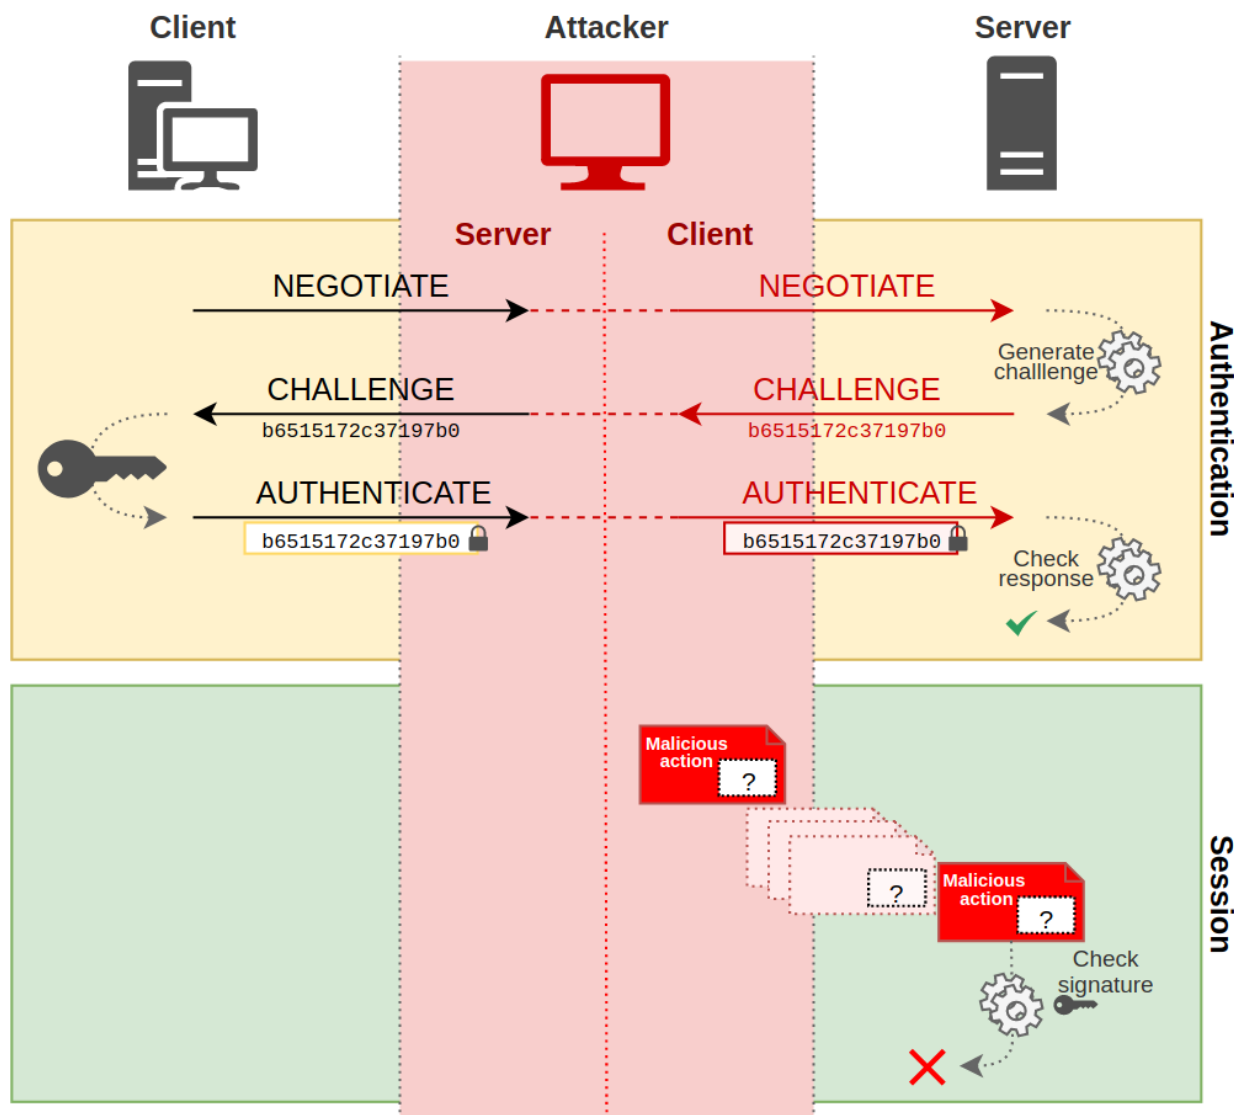 Client
Attacker
Server
Server
Client
NEGOTIATE
NEGOTIATE
Generate
challlenge
CHALLENGE
CHALLENGE
b6515172c37197b0
b6515172c37197b0
AUTHENTICATE
AUTHENTICATE
b6515172c37197b0
b6515172c37197b0
Check
response
Authentication
Malicious
action
?
?
Malicious
action
?
Check
signature
Session